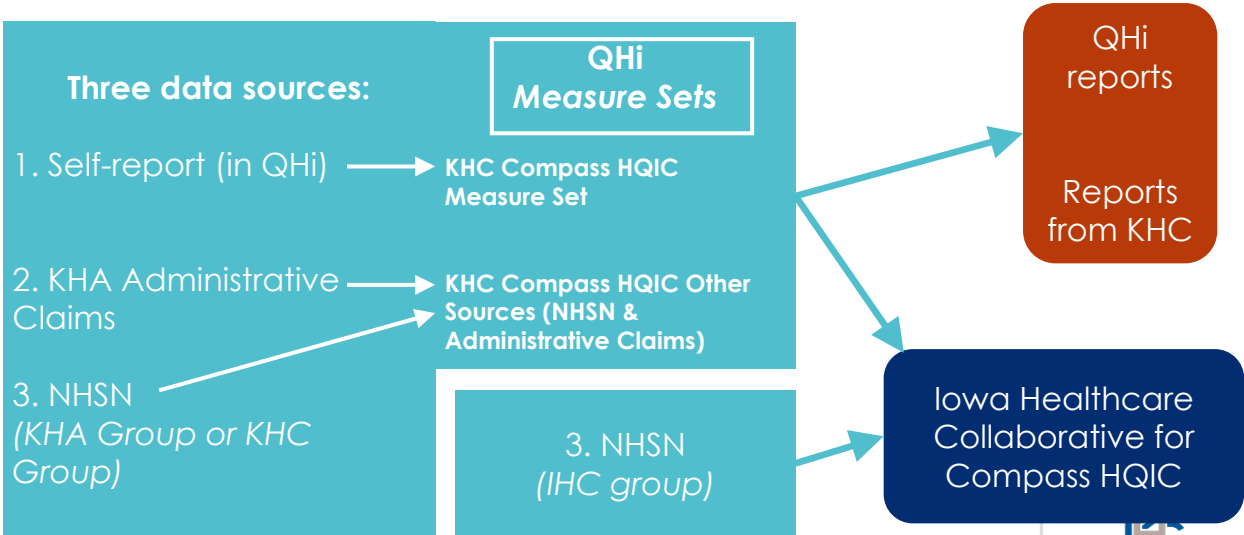 Three data sources:
1. Self-report (in QHi)
2. KHA Administrative
Claims
3. NHSN
(KHA Group or KHC
Group)
QHi
Measure Sets
KHC Compass HQIC
Measure Set
KHC Compass HQIC Other
Sources (NHSN &
Administrative Claims)
3. NHSN
(IHC group)
QHi
reports
Reports
from KHC
Iowa Healthcare
Collaborative for
Compass HQIC